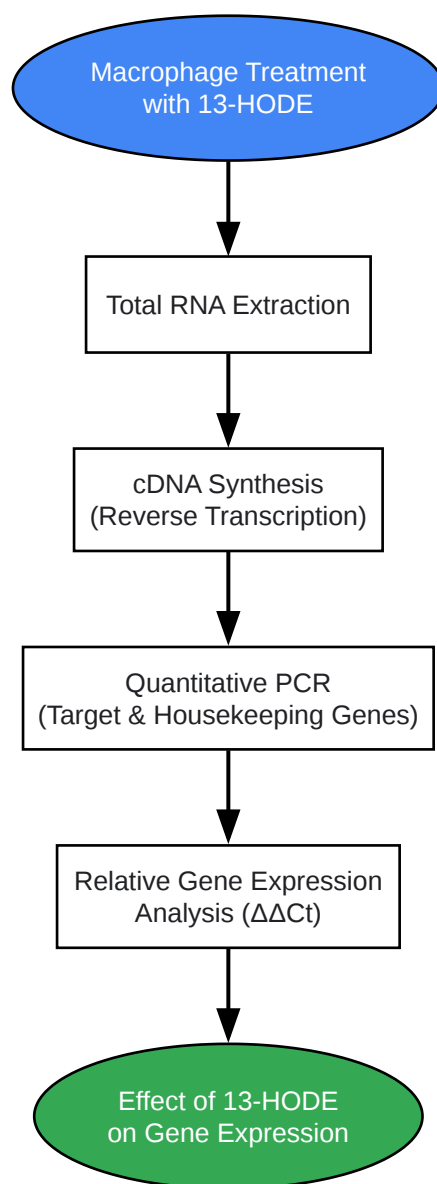 Macrophage Treatment
with 13-HODE
Total RNA Extraction
cDNA Synthesis
(Reverse Transcription)
Quantitative PCR
(Target & Housekeeping Genes)
Relative Gene Expression
Analysis (ΔΔCt)
Effect of 13-HODE
on Gene Expression